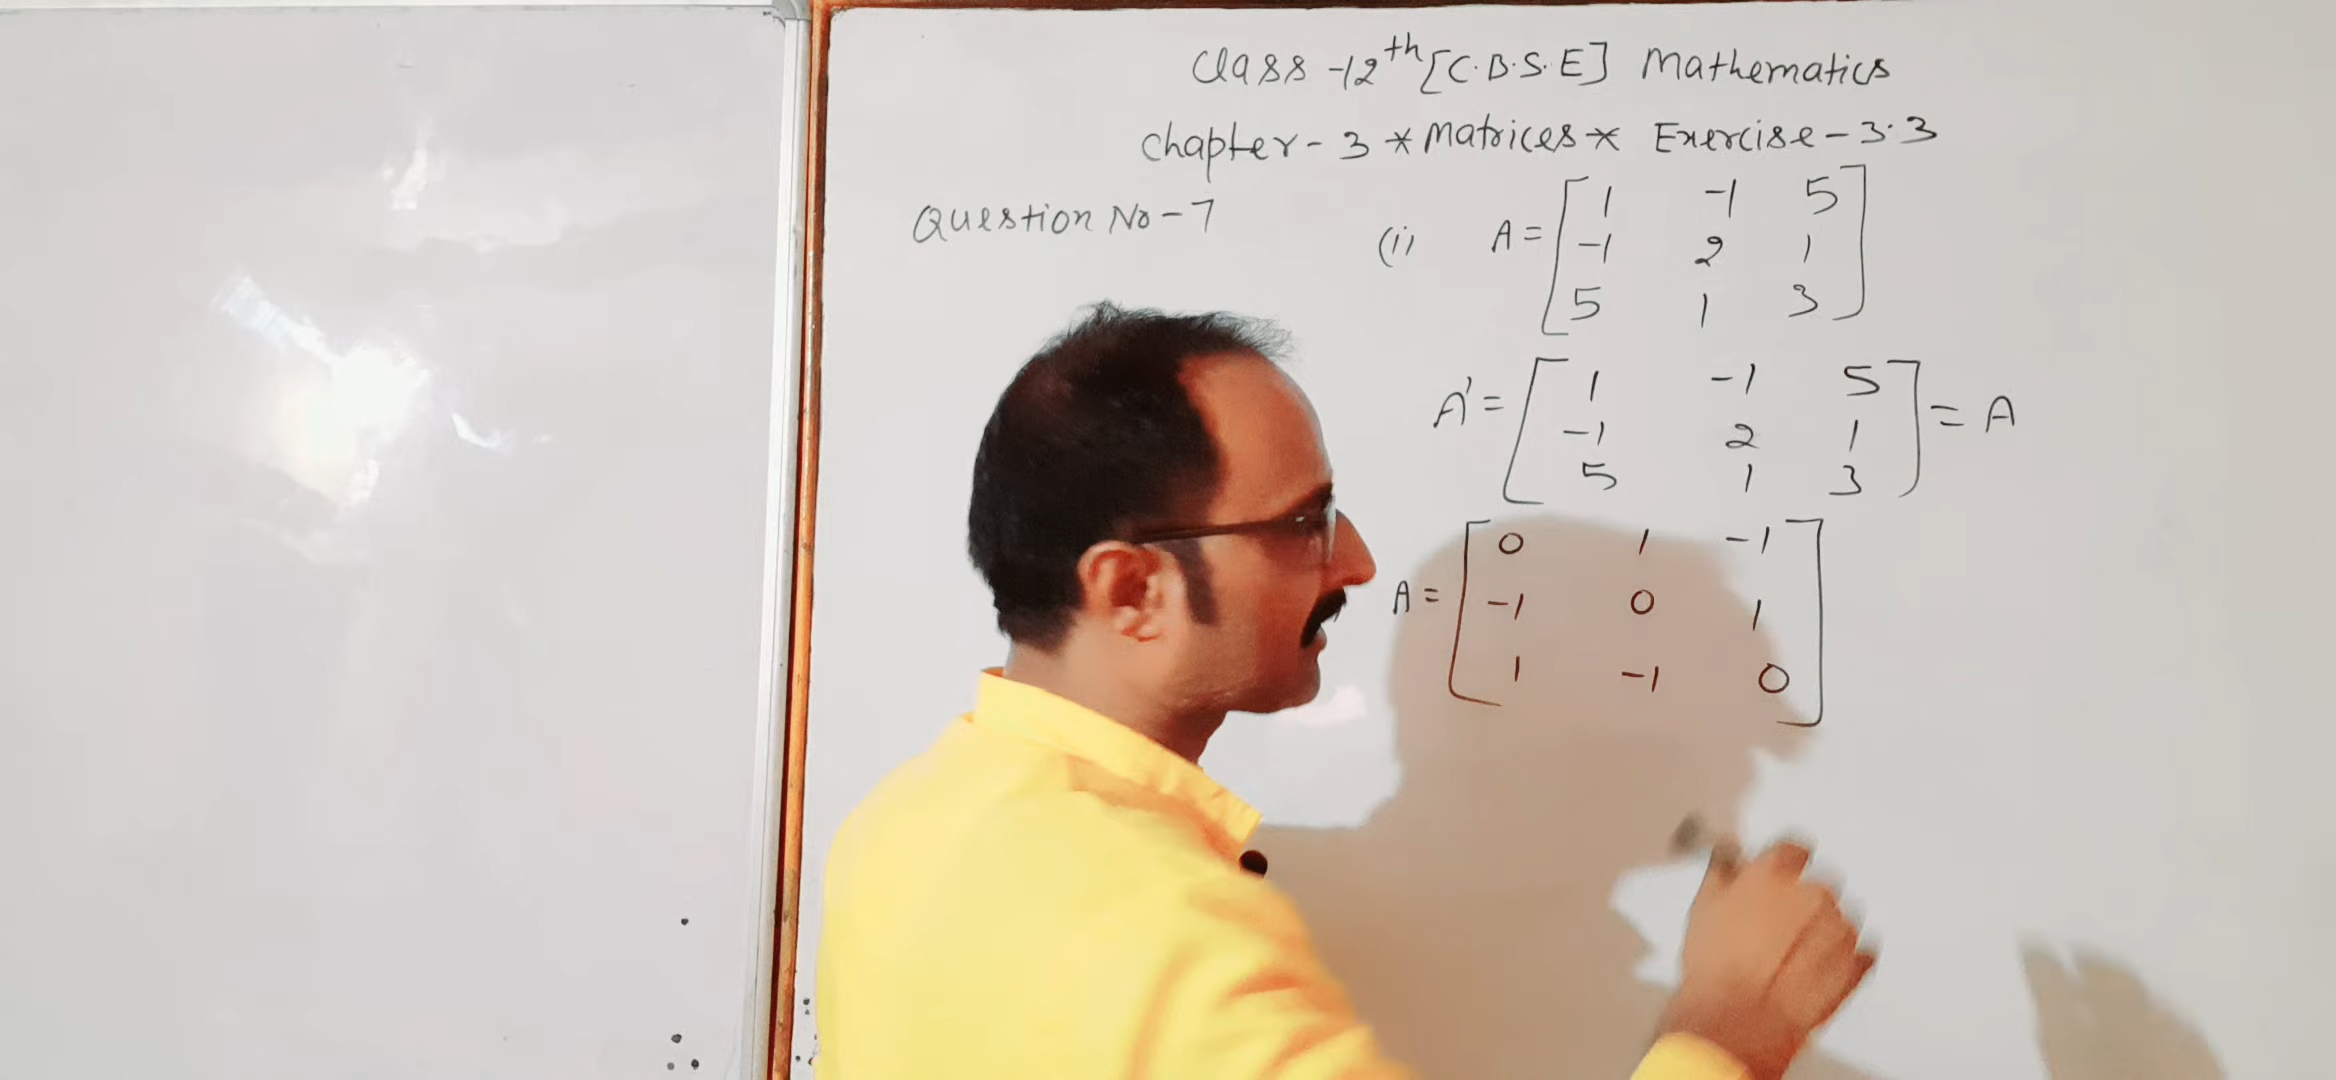 Class -12th [C.B.S.E] Mathematics
Chapter - 3 * Matrices * Exercise - 3.3
Question No - 7
(i) A = [ 1 -1 5
-1 2 1
5 1 3 ]
A' = [ 1 -1 5
-1 2 1
5 1 3 ] = A
A = [ 0 1 -1
-1 0 1
1 -1 0 ]